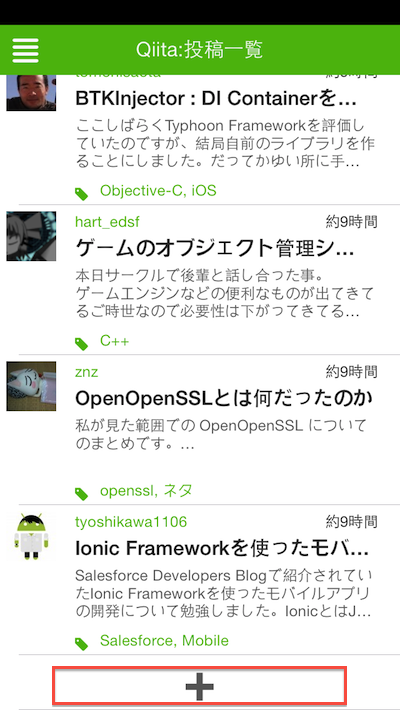 Qiita:投稿一覧
BTKInjector : DI Containerを…
ここしばらくTyphoon Frameworkを評価し
ていたのですが、結局自前のライブラリを作
ることにしました。だってかゆい所に手…
Objective-C, iOS
hart_edsf 約9時間
ゲームのオブジェクト管理シ…
本日サークルで後輩と話し合った事。
ゲームエンジンなどの便利なものが出てきて
るご時世なので必要性は下がってきてる…
C++
znz 約9時間
OpenOpenSSLとは何だったのか
私が見た範囲での OpenOpenSSL について
のまとめです。…
openssl, ネタ
tyoshikawa1106 約9時間
Ionic Frameworkを使ったモバ…
Salesforce Developers Blogで紹介されてい
たIonic Frameworkを使ったモバイルアプリ
の開発について勉強しました。IonicとはJ…
Salesforce, Mobile